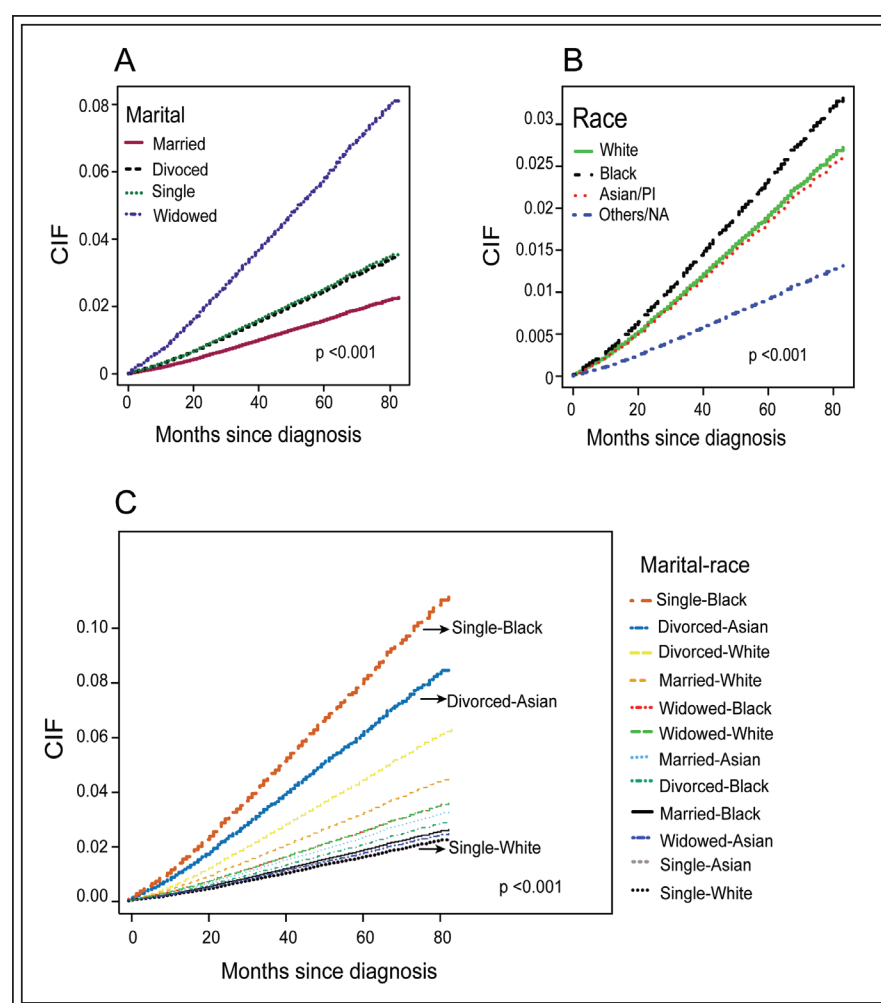 A
0.08
0.06
0.04
0.02
0
CIF
Marital
Married
Divoced
Single
Widowed
p <0.001
0 20 40 60 80
Months since diagnosis
B
0.03
0.025
0.02
0.015
0.01
0.005
0
CIF
Race
White
Black
Asian/PI
Others/NA
p <0.001
0 20 40 60 80
Months since diagnosis
C
0.10
0.08
0.06
0.04
0.02
0.00
CIF
Single-Black
Divorced-Asian
Single-White
p <0.001
0 20 40 60 80
Months since diagnosis
Marital-race
Single-Black
Divorced-Asian
Divorced-White
Married-White
Widowed-Black
Widowed-White
Married-Asian
Divorced-Black
Married-Black
Widowed-Asian
Single-Asian
Single-White